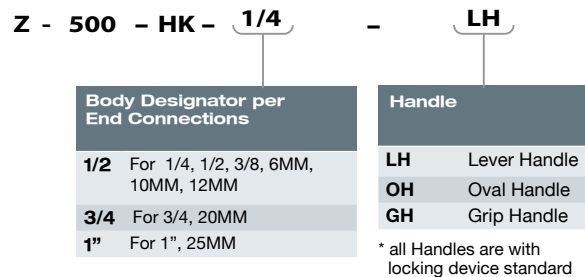 Z - 500 – HK – 1/4 – LH
Body Designator per
End Connections
1/2 For 1/4, 1/2, 3/8, 6MM,
10MM, 12MM
3/4 For 3/4, 20MM
1” For 1”, 25MM
Handle
LH Lever Handle
OH Oval Handle
GH Grip Handle
* all Handles are with
locking device standard